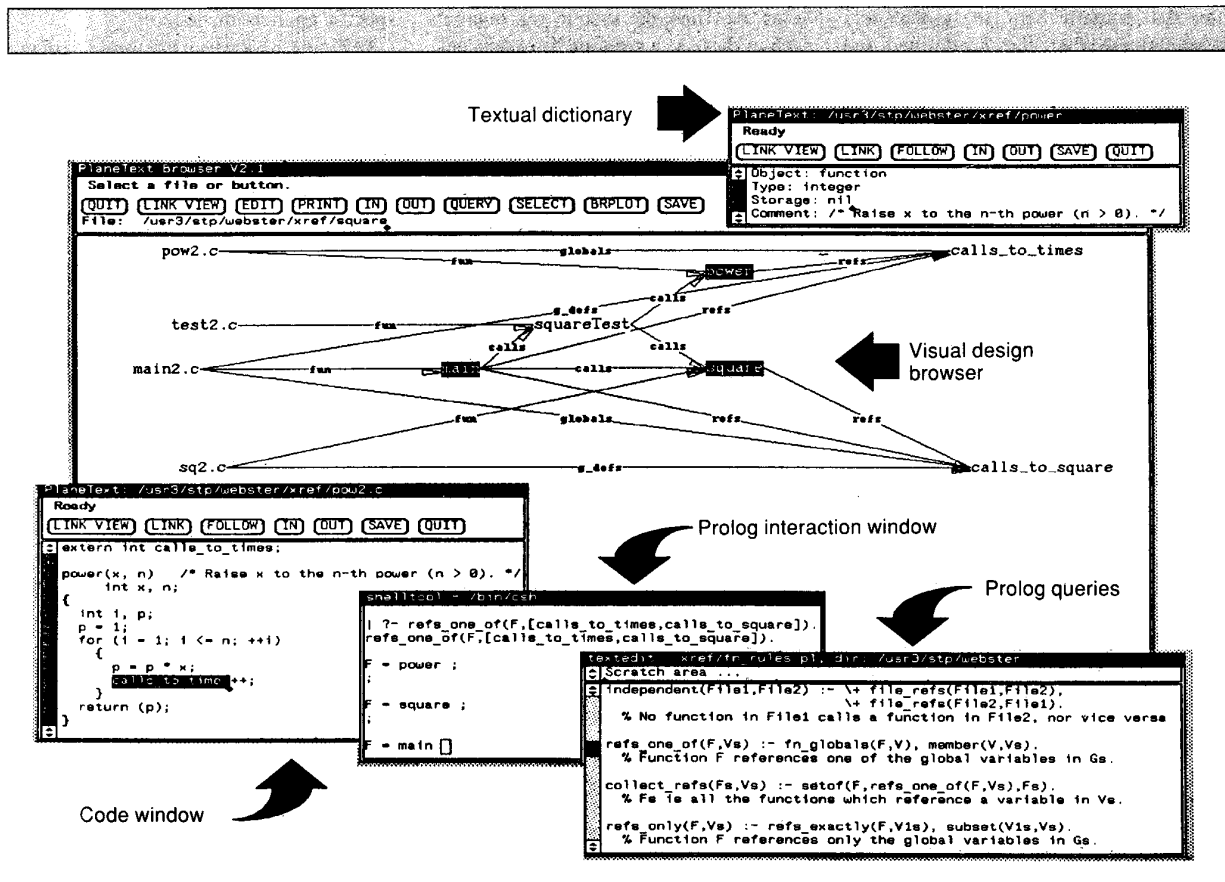 Textual dictionary
PlaneText: /usr3/stp/webster/xref/power
Ready
LINK VIEW LINK FOLLOW IN OUT SAVE QUIT
Object: function
Type: integer
Storage: nil
Comment: /* Raise x to the n-th power (n > 0). */
PlaneText browser V2.1
Select a file or button.
QUIT LINK VIEW EDIT PRINT IN OUT QUERY SELECT BRPLOT SAVE
File: /usr3/stp/webster/xref/square
pow2.c globals calls_to_times
fun power refs
calls
g_defs refs
test2.c fun squareTest
calls calls
main2.c fun main calls square
Visual design
browser
fun globals refs refs
sq2.c g_defs calls_to_square
PlaneText: /usr3/stp/webster/xref/pow2.c
Ready
LINK VIEW LINK FOLLOW IN OUT SAVE QUIT
extern int calls_to_times;
power(x, n) /* Raise x to the n-th power (n > 0). */
int x, n;
{
int i, p;
p = 1;
for (i = 1; i <= n; ++i)
{
p = p * x;
calls_to_time ++;
}
return (p);
}
Code window
Prolog interaction window
shelltool - /bin/csh
| ?- refs_one_of(F,[calls_to_times,calls_to_square]).
refs_one_of(F,[calls_to_times,calls_to_square]).
F = power ;
;
F = square ;
;
F = main
Prolog queries
textedit - xref/fn_rules.pl, dir: /usr3/stp/webster
Scratch area ...
independent(File1,File2) :- \+ file_refs(File1,File2),
\+ file_refs(File2,File1).
% No function in File1 calls a function in File2, nor vice versa
refs_one_of(F,Vs) :- fn_globals(F,V), member(V,Vs).
% Function F references one of the global variables in Gs.
collect_refs(Fs,Vs) :- setof(F,refs_one_of(F,Vs),Fs).
% Fs is all the functions which reference a variable in Vs.
refs_only(F,Vs) :- refs_exactly(F,V1s), subset(V1s,Vs).
% Function F references only the global variables in Gs.